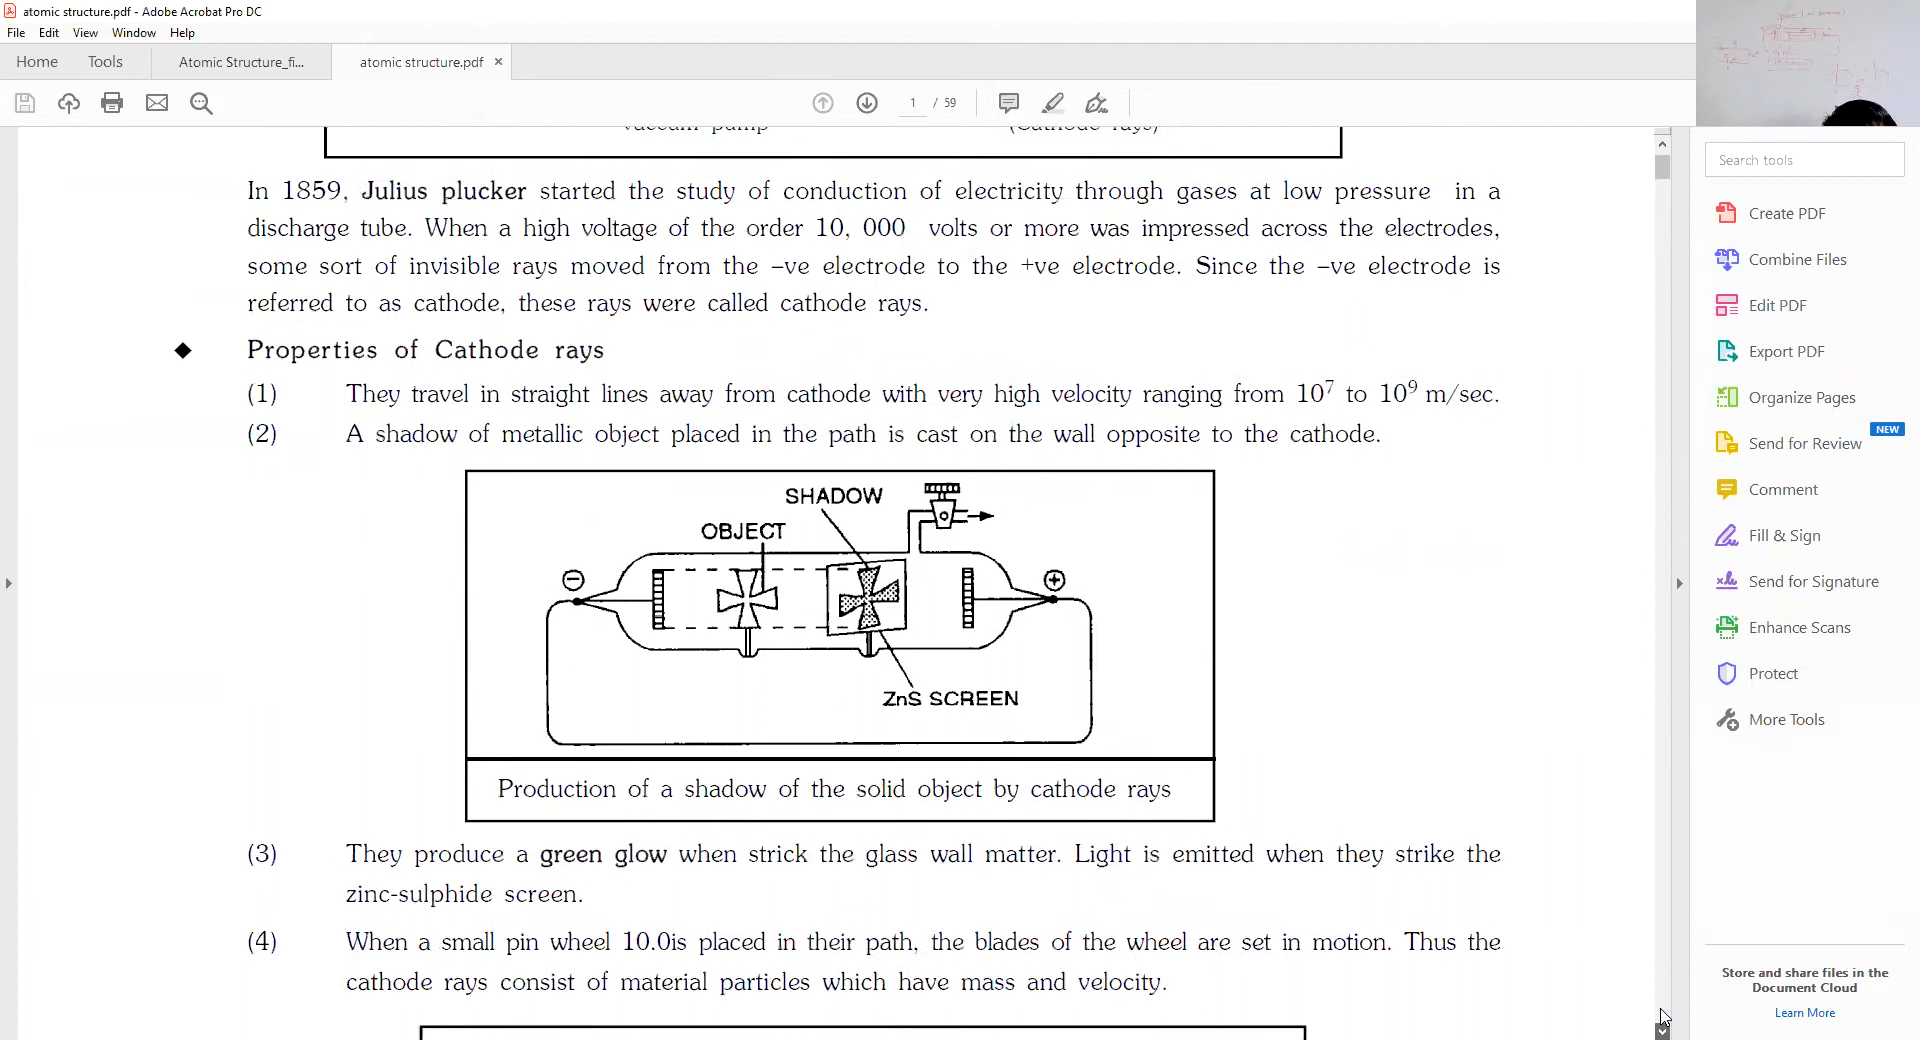 atomic structure.pdf - Adobe Acrobat Pro DC
File Edit View Window Help
Home Tools Atomic Structure_fi... atomic structure.pdf ×
1 / 59
vacuum pump (Cathode rays)
In 1859, Julius plucker started the study of conduction of electricity through gases at low pressure in a
discharge tube. When a high voltage of the order 10, 000 volts or more was impressed across the electrodes,
some sort of invisible rays moved from the –ve electrode to the +ve electrode. Since the –ve electrode is
referred to as cathode, these rays were called cathode rays.
◆ Properties of Cathode rays
(1) They travel in straight lines away from cathode with very high velocity ranging from 10⁷ to 10⁹ m/sec.
(2) A shadow of metallic object placed in the path is cast on the wall opposite to the cathode.
SHADOW
OBJECT
− +
ZnS SCREEN
Production of a shadow of the solid object by cathode rays
(3) They produce a green glow when strick the glass wall matter. Light is emitted when they strike the
zinc-sulphide screen.
(4) When a small pin wheel 10.0is placed in their path, the blades of the wheel are set in motion. Thus the
cathode rays consist of material particles which have mass and velocity.
Search tools
Create PDF
Combine Files
Edit PDF
Export PDF
Organize Pages
Send for Review NEW
Comment
Fill & Sign
Send for Signature
Enhance Scans
Protect
More Tools
Store and share files in the
Document Cloud
Learn More